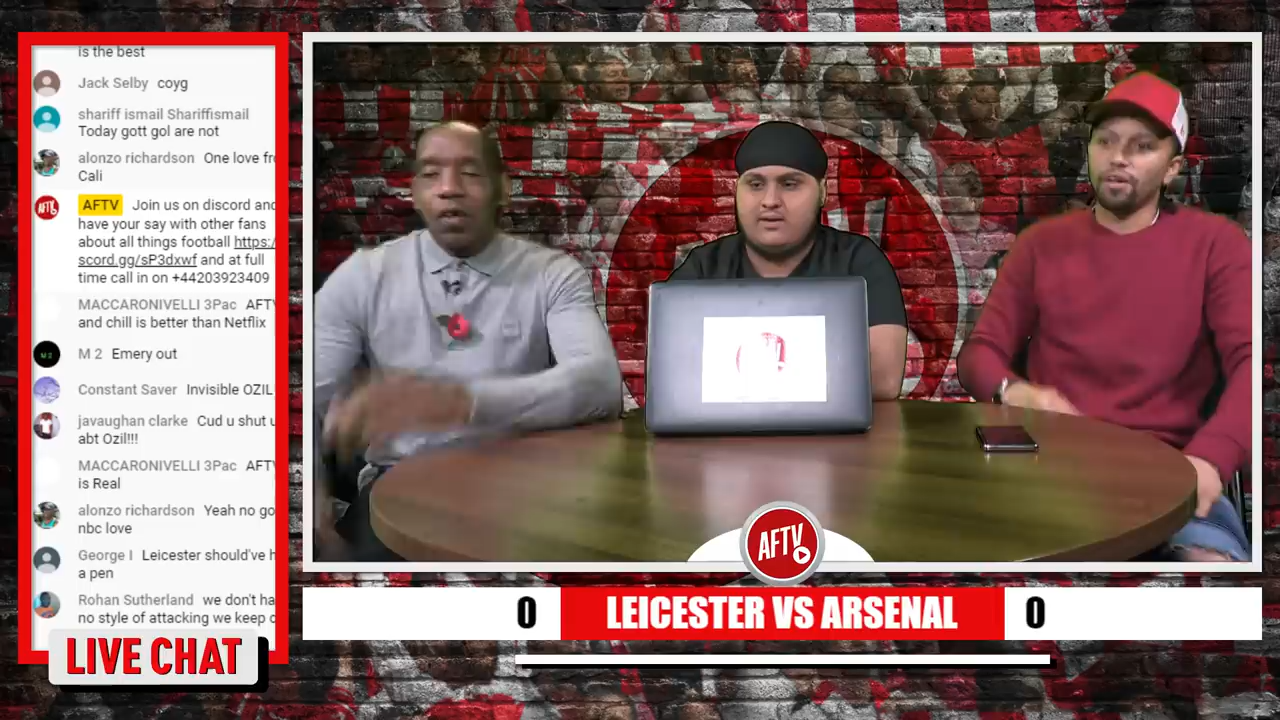 is the best
Jack Selby coyg
shariff ismail Shariffismail
Today gott gol are not
alonzo richardson One love fr
Cali
AFTV AFTV Join us on discord and
have your say with other fans
about all things football https:/
scord.gg/sP3dxwf and at full
time call in on +44203923409
MACCARONIVELLI 3Pac AFTV
and chill is better than Netflix
M 2 M 2 Emery out
Constant Saver Invisible OZIL
javaughan clarke Cud u shut u
abt Ozil!!!
MACCARONIVELLI 3Pac AFTV
is Real
alonzo richardson Yeah no go
nbc love
George I Leicester should've h
a pen
Rohan Sutherland we don't ha
no style of attacking we keep c
LIVE CHAT
AFTV
0 LEICESTER VS ARSENAL 0